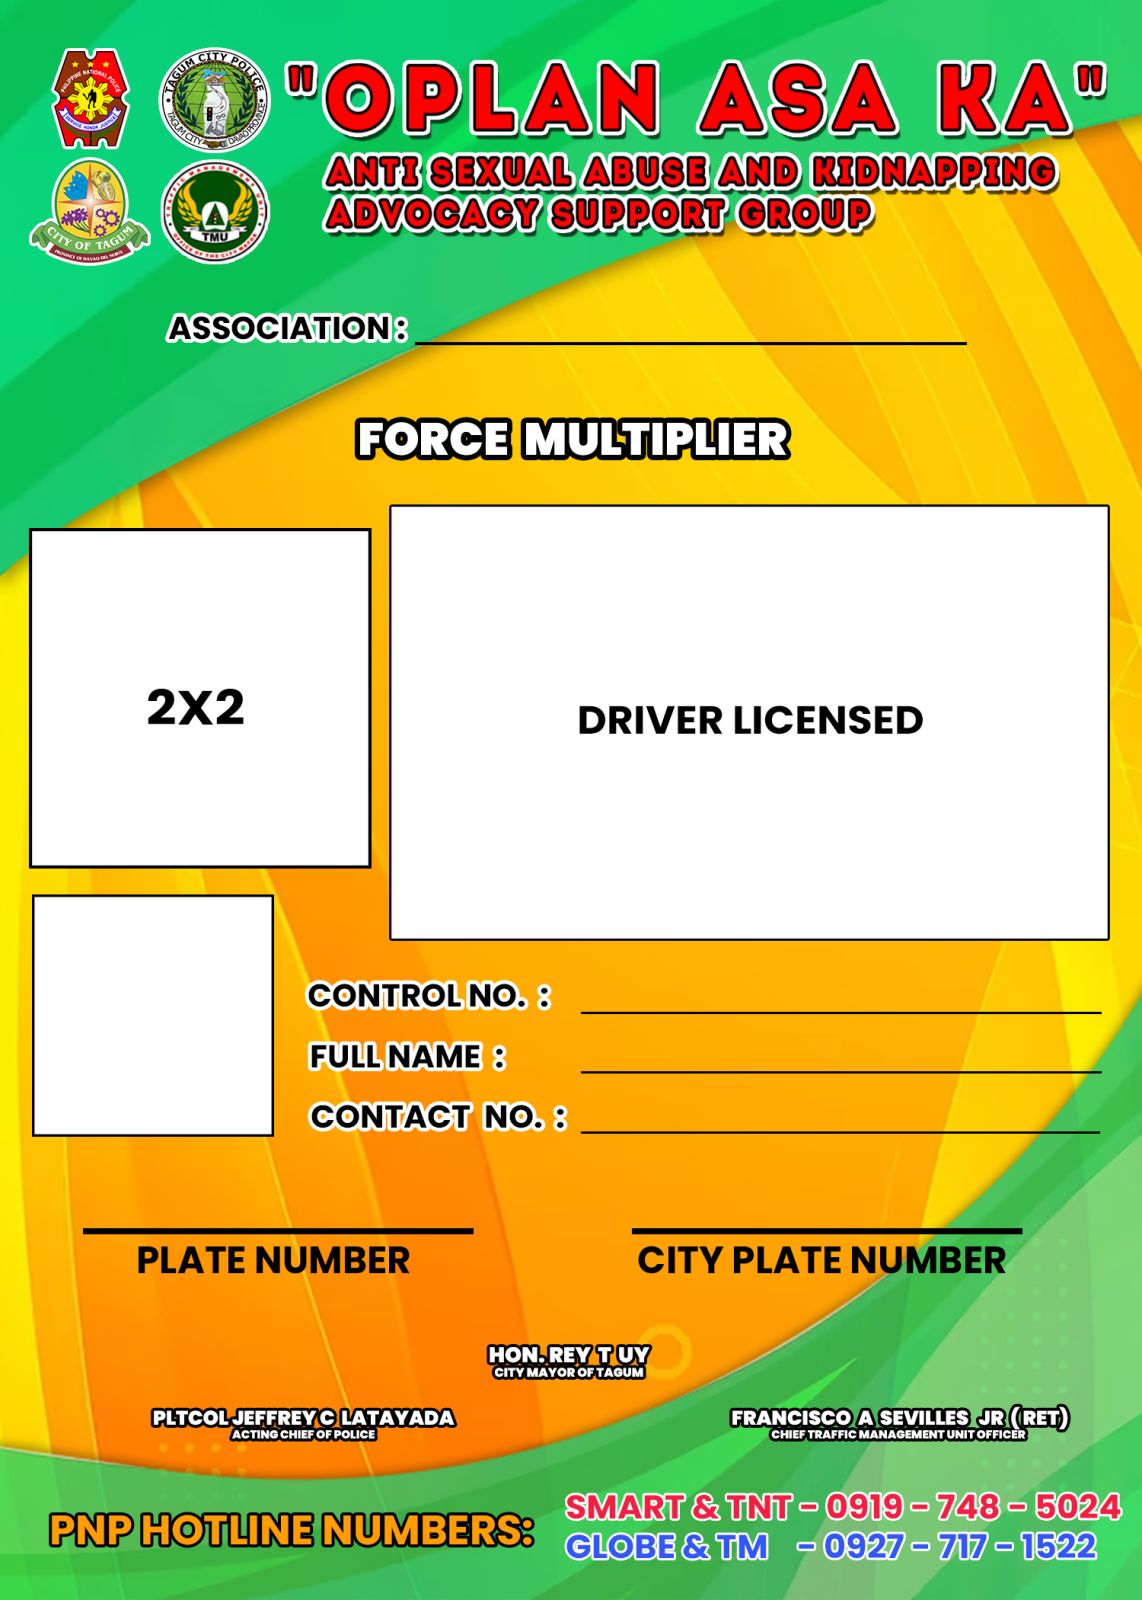 PHILIPPINE NATIONAL POLICE
SERVICE HONOR JUSTICE
TAGUM CITY POLICE
TAGUM CITY, DAVAO PROVINCE
"OPLAN ASA KA"
ANTI SEXUAL ABUSE AND KIDNAPPING
ADVOCACY SUPPORT GROUP
CITY OF TAGUM
PROVINCE OF DAVAO DEL NORTE
TRAFFIC MANAGEMENT UNIT
TMU
OFFICE OF THE CITY MAYOR
ASSOCIATION :
FORCE MULTIPLIER
2X2
DRIVER LICENSED
CONTROL NO. :
FULL NAME :
CONTACT NO. :
PLATE NUMBER
CITY PLATE NUMBER
HON. REY T UY
CITY MAYOR OF TAGUM
PLTCOL JEFFREY C LATAYADA
ACTING CHIEF OF POLICE
FRANCISCO A SEVILLES JR (RET)
CHIEF TRAFFIC MANAGEMENT UNIT OFFICER
PNP HOTLINE NUMBERS:
SMART & TNT - 0919 - 748 - 5024
GLOBE & TM - 0927 - 717 - 1522